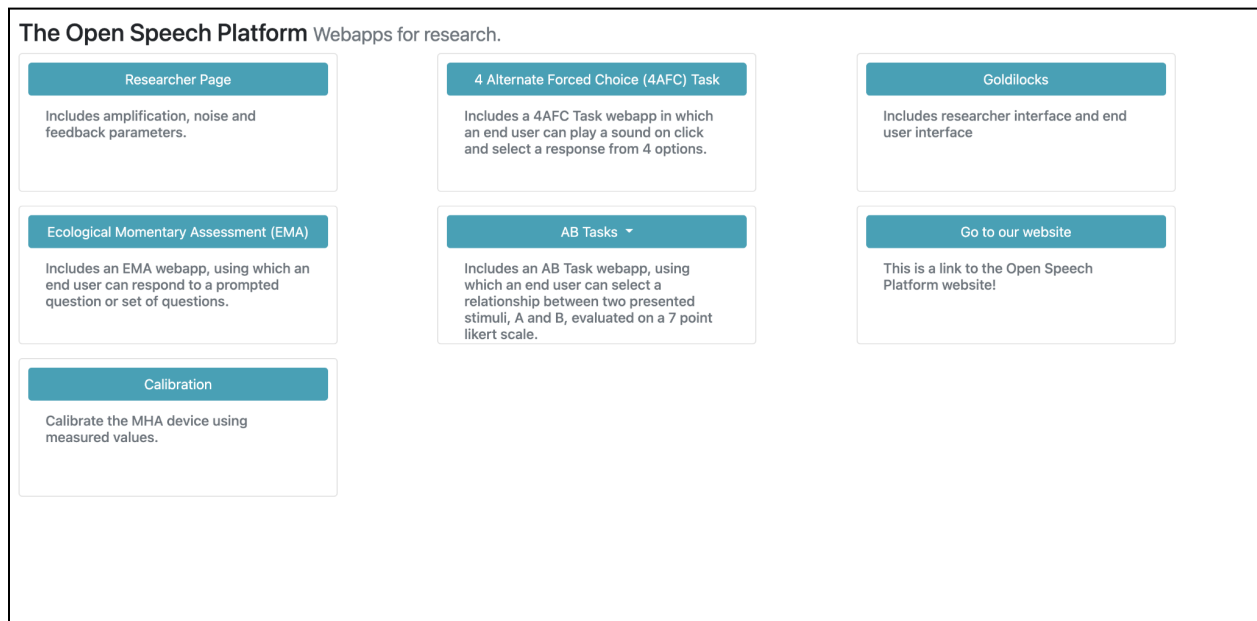 The Open Speech Platform Webapps for research.
Researcher Page
Includes amplification, noise and
feedback parameters.
4 Alternate Forced Choice (4AFC) Task
Includes a 4AFC Task webapp in which
an end user can play a sound on click
and select a response from 4 options.
Goldilocks
Includes researcher interface and end
user interface
Ecological Momentary Assessment (EMA)
Includes an EMA webapp, using which an
end user can respond to a prompted
question or set of questions.
AB Tasks
Includes an AB Task webapp, using
which an end user can select a
relationship between two presented
stimuli, A and B, evaluated on a 7 point
likert scale.
Go to our website
This is a link to the Open Speech
Platform website!
Calibration
Calibrate the MHA device using
measured values.